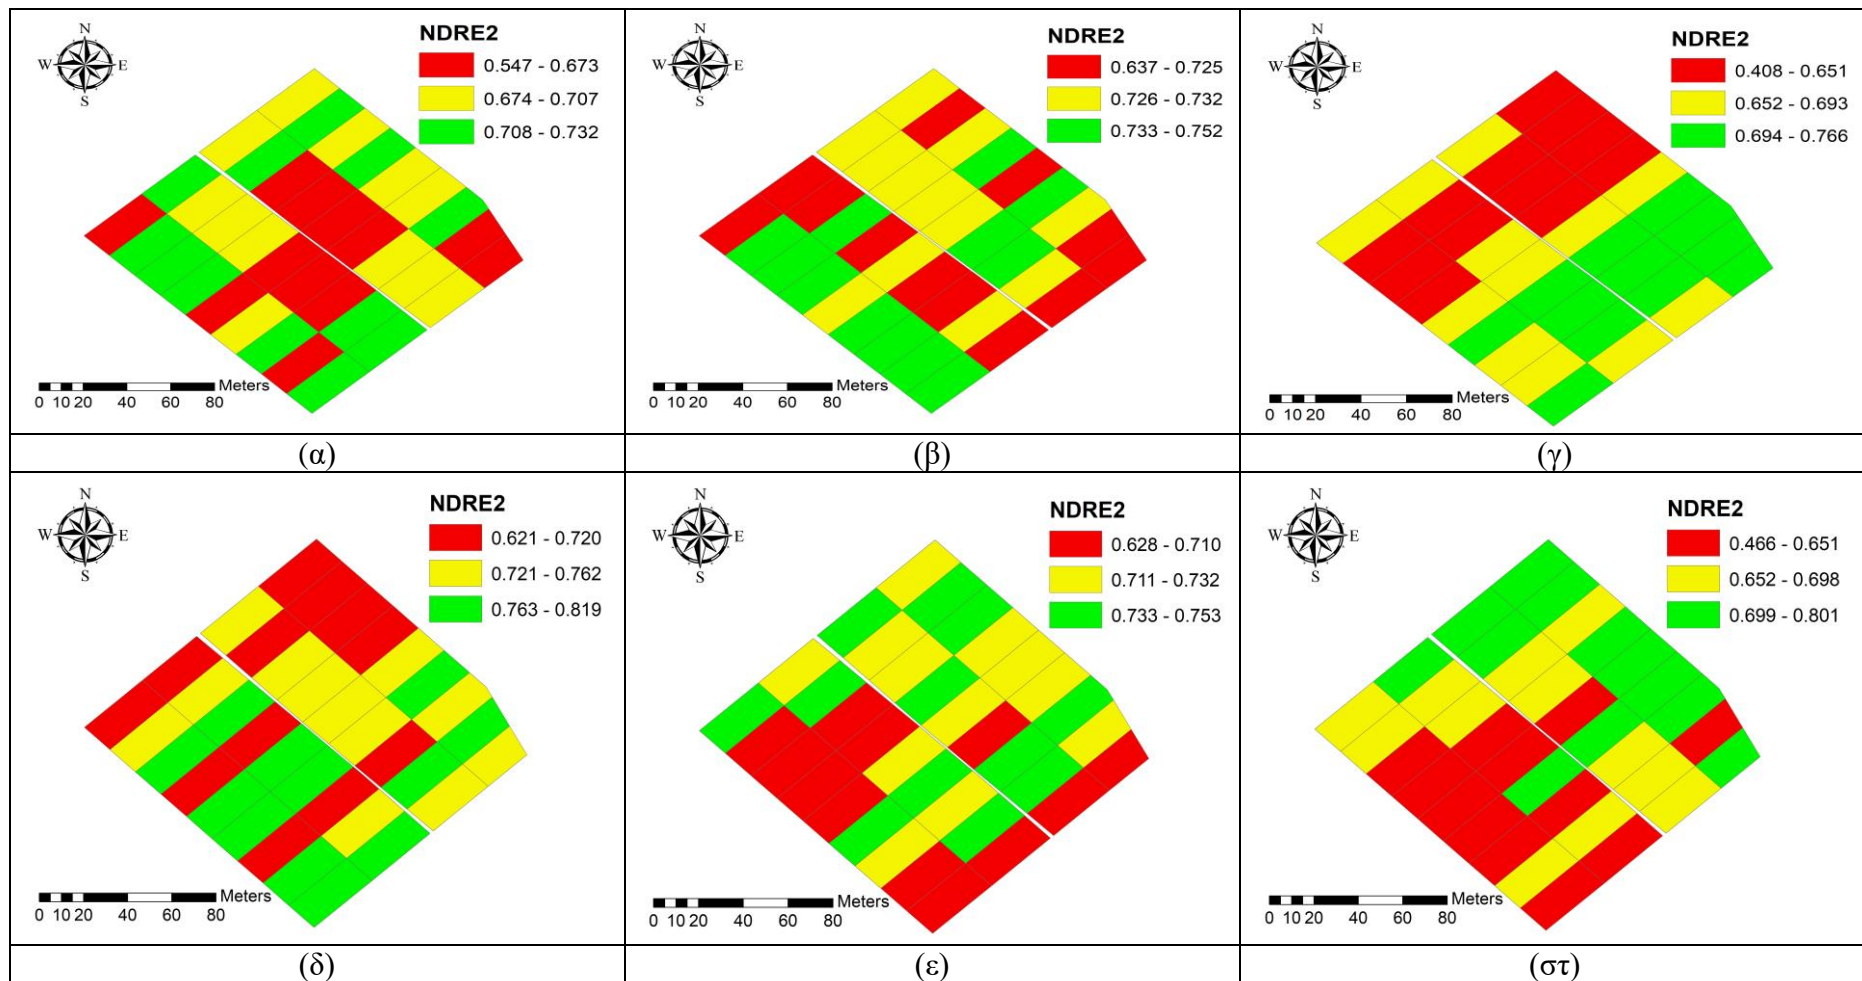 N
W E
S
NDRE2
0.547 - 0.673
0.674 - 0.707
0.708 - 0.732
Meters
0 10 20 40 60 80
(α)
N
W E
S
NDRE2
0.637 - 0.725
0.726 - 0.732
0.733 - 0.752
Meters
0 10 20 40 60 80
(β)
N
W E
S
NDRE2
0.408 - 0.651
0.652 - 0.693
0.694 - 0.766
Meters
0 10 20 40 60 80
(γ)
N
W E
S
NDRE2
0.621 - 0.720
0.721 - 0.762
0.763 - 0.819
Meters
0 10 20 40 60 80
(δ)
N
W E
S
NDRE2
0.628 - 0.710
0.711 - 0.732
0.733 - 0.753
Meters
0 10 20 40 60 80
(ε)
N
W E
S
NDRE2
0.466 - 0.651
0.652 - 0.698
0.699 - 0.801
Meters
0 10 20 40 60 80
(στ)